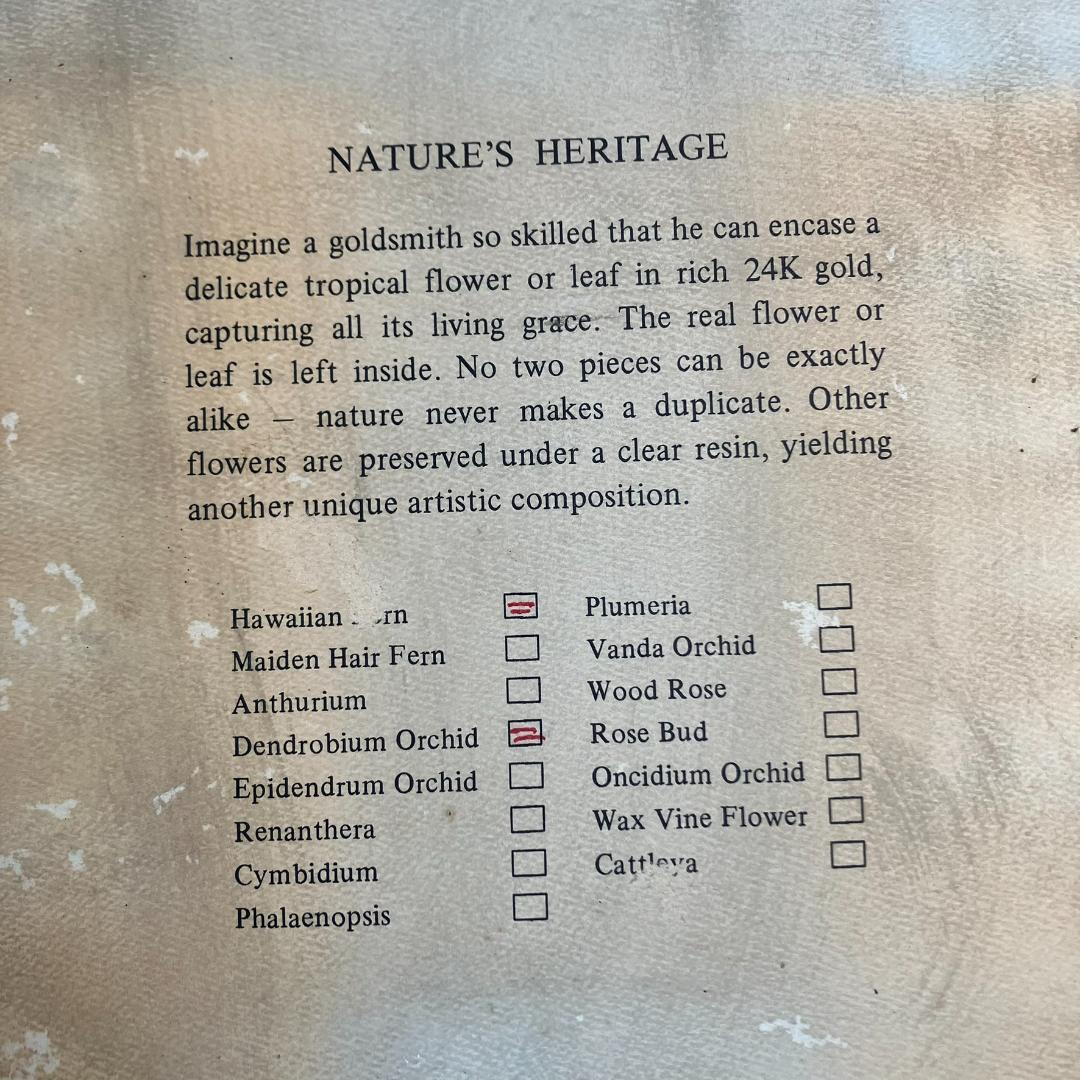 NATURE'S HERITAGE
Imagine a goldsmith so skilled that he can encase a
delicate tropical flower or leaf in rich 24K gold,
capturing all its living grace. The real flower or
leaf is left inside. No two pieces can be exactly
alike — nature never makes a duplicate. Other
flowers are preserved under a clear resin, yielding
another unique artistic composition.
Hawaiian
Maiden Hair Fern
Anthurium
Dendrobium Orchid
Epidendrum Orchid
Renanthera
Cymbidium
Phalaenopsis
Plumeria
Vanda Orchid
Wood Rose
Rose Bud
Oncidium Orchid
Wax Vine Flower
Cattleya